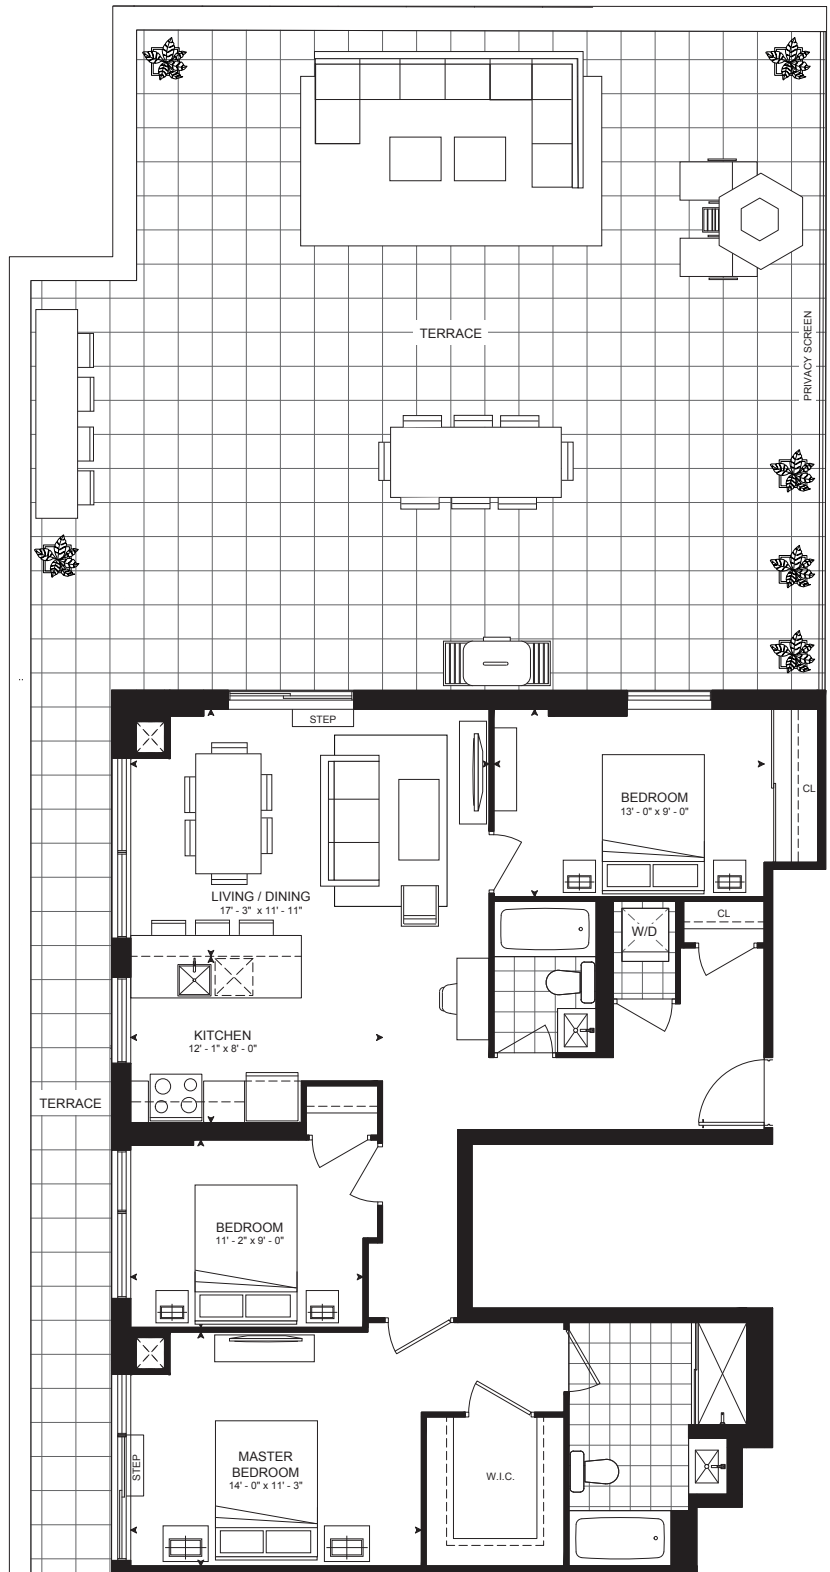 TERRACE
PRIVACY SCREEN
STEP
BEDROOM
13' - 0" x 9' - 0"
CL
LIVING / DINING
17' - 3" x 11' - 11"
W/D
CL
KITCHEN
12' - 1" x 8' - 0"
TERRACE
BEDROOM
11' - 2" x 9' - 0"
MASTER
BEDROOM
14' - 0" x 11' - 3"
STEP
W.I.C.